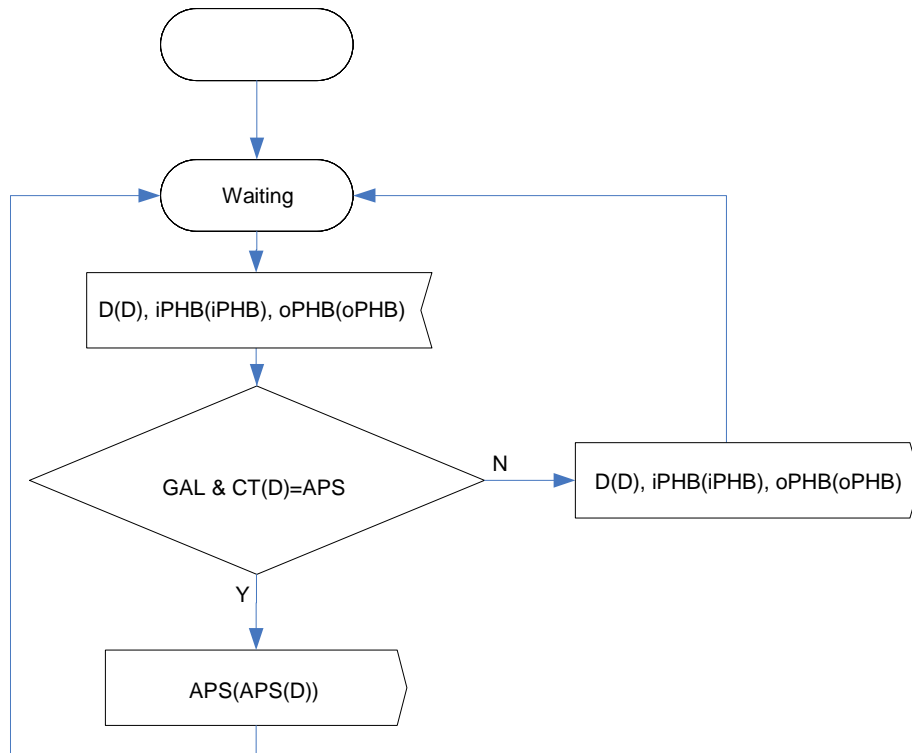 Waiting
D(D), iPHB(iPHB), oPHB(oPHB)
GAL & CT(D)=APS
N
D(D), iPHB(iPHB), oPHB(oPHB)
Y
APS(APS(D))